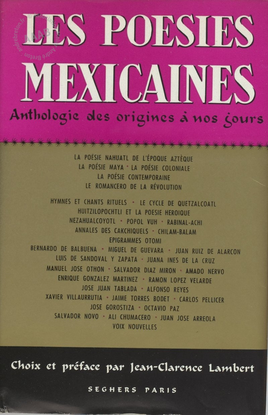 LES POESIES
MEXICAINES
Anthologie des origines à nos jours
LA POÉSIE NAHUATL DE L'ÉPOQUE AZTÈQUE
LA POÉSIE MAYA - LA POÉSIE COLONIALE
LA POÉSIE CONTEMPORAINE
LE ROMANCERO DE LA RÉVOLUTION
HYMNES ET CHANTS RITUELS • LE CYCLE DE QUETZALCOATL
HUITZILOPOCHTLI ET LA POESIE HEROIQUE
NEZAHUALCOYOTL • POPOL VUH • RABINAL-ACHI
ANNALES DES CAKCHIQUELS • CHILAM-BALAM
EPIGRAMMES OTOMI
BERNARDO DE BALBUENA • MIGUEL DE GUEVARA • JUAN RUIZ DE ALARCON
LUIS DE SANDOVAL Y ZAPATA • JUANA INES DE LA CRUZ
MANUEL JOSE OTHON • SALVADOR DIAZ MIRON • AMADO NERVO
ENRIQUE GONZALEZ MARTINEZ • RAMON LOPEZ VELARDE
JOSE JUAN TABLADA • ALFONSO REYES
XAVIER VILLAURRUTIA • JAIME TORRES BODET • CARLOS PELLICER
JOSE GOROSTIZA • OCTAVIO PAZ
SALVADOR NOVO • ALI CHUMACERO • JUAN JOSE ARREOLA
VOIX NOUVELLES
Choix et préface par Jean-Clarence Lambert
SEGHERS PARIS